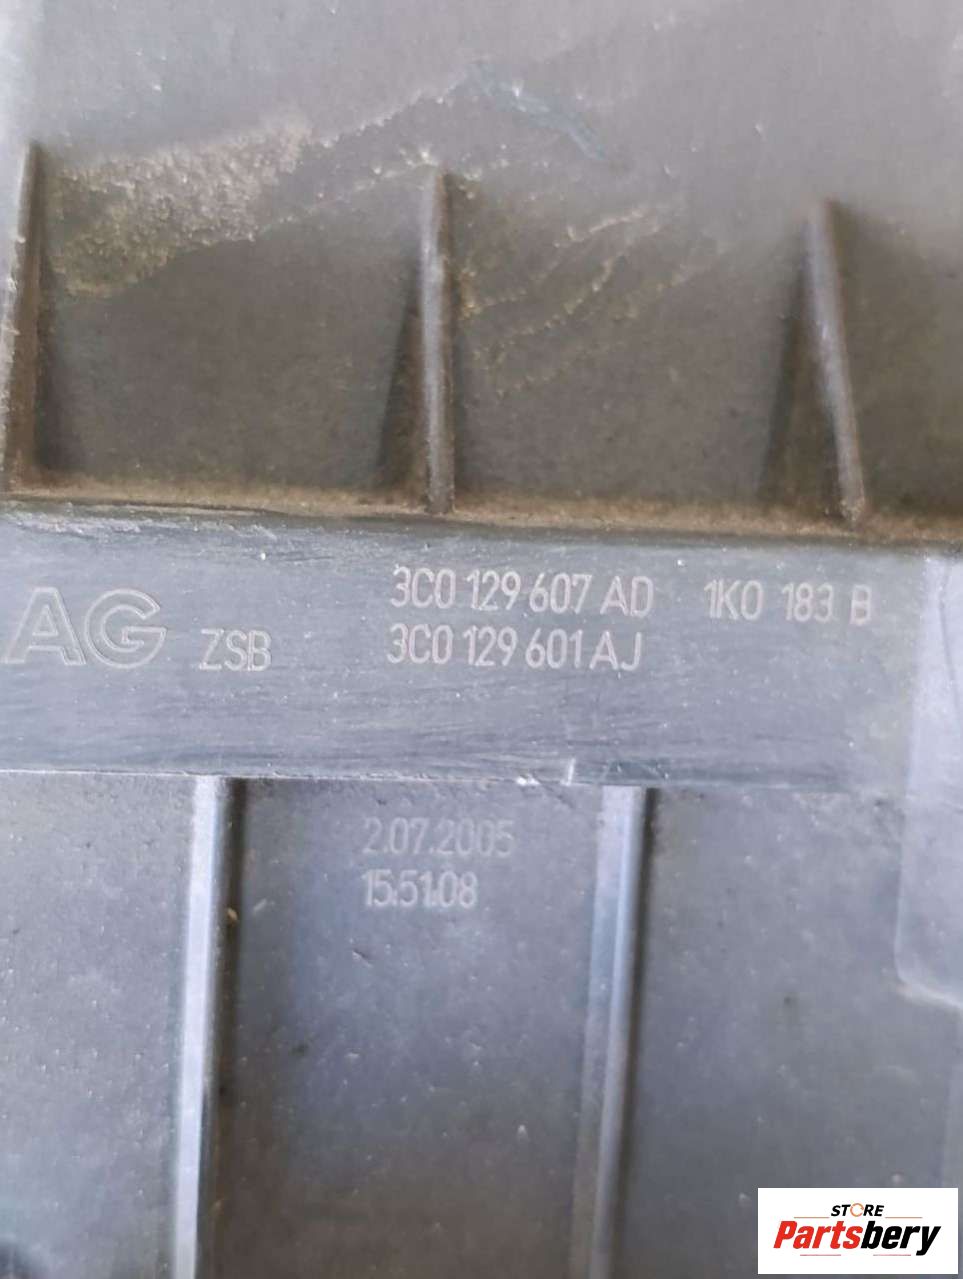 3C0 129 607 AD 1K0 183 B
AG ZSB 3C0 129 601 AJ
2.07.2005
15:51:08
STORE
Partsbery